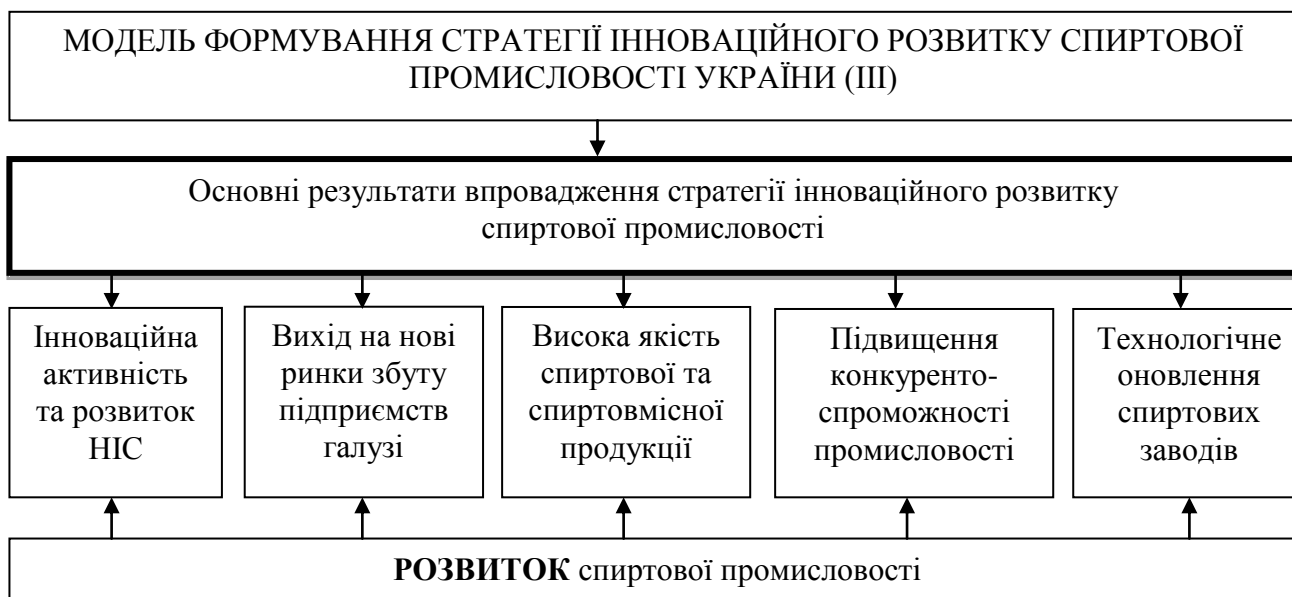 МОДЕЛЬ ФОРМУВАННЯ СТРАТЕГІЇ ІННОВАЦІЙНОГО РОЗВИТКУ СПИРТОВОЇ
ПРОМИСЛОВОСТІ УКРАЇНИ (ІІІ)
Основні результати впровадження стратегії інноваційного розвитку
спиртової промисловості
Інноваційна
активність
та розвиток
НІС
Вихід на нові
ринки збуту
підприємств
галузі
Висока якість
спиртової та
спиртовмісної
продукції
Підвищення
конкуренто-
спроможності
промисловості
Технологічне
оновлення
спиртових
заводів
РОЗВИТОК спиртової промисловості